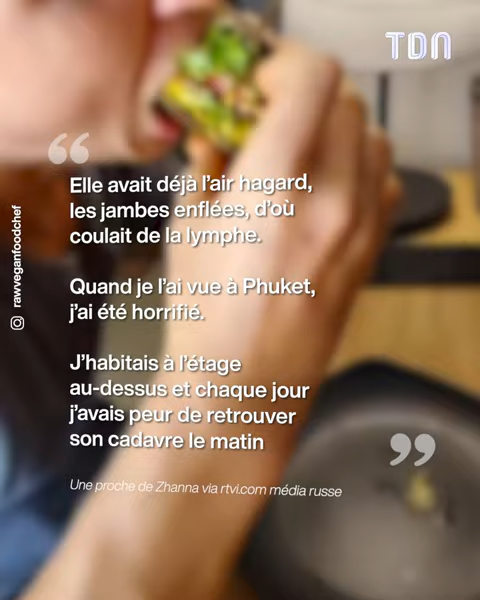 TDN
“
Elle avait déjà l’air hagard,
les jambes enflées, d’où
coulait de la lymphe.
Quand je l’ai vue à Phuket,
j’ai été horrifié.
J’habitais à l’étage
au-dessus et chaque jour
j’avais peur de retrouver
son cadavre le matin
”
Une proche de Zhanna via rtvi.com média russe
rawveganfoodchef